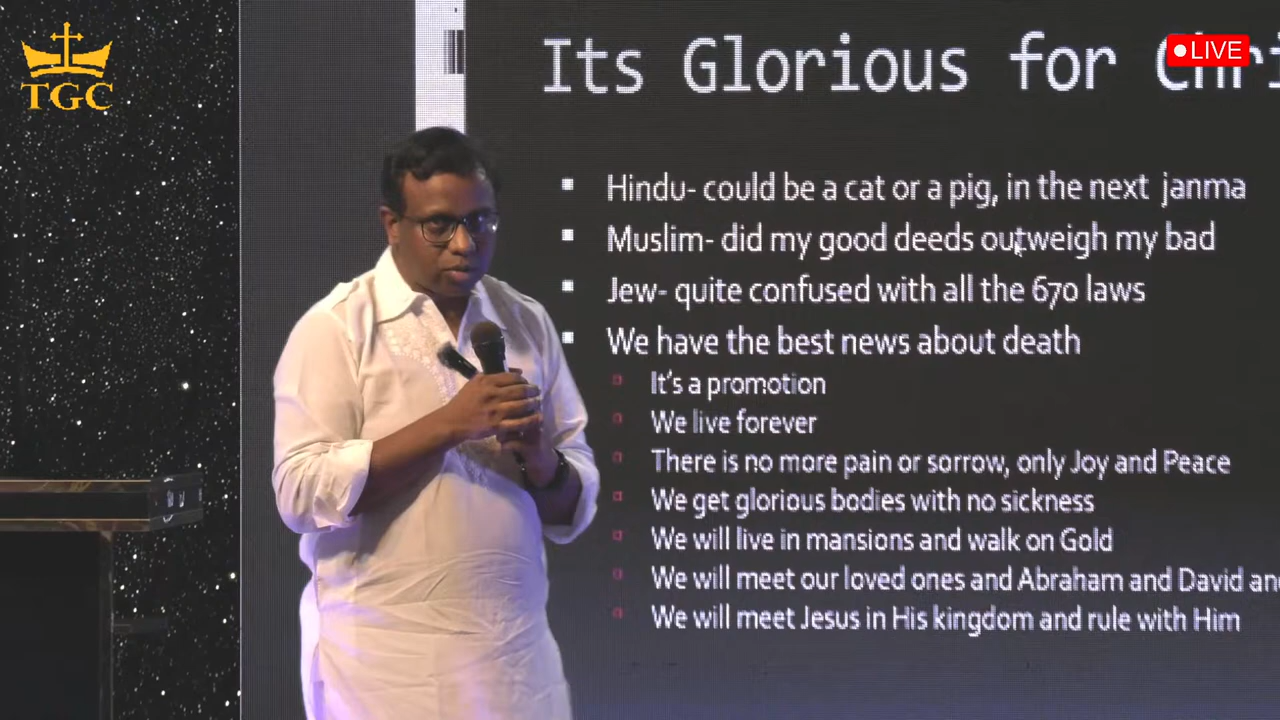 TGC
LIVE
Its Glorious for Chri
Hindu- could be a cat or a pig, in the next janma
Muslim- did my good deeds outweigh my bad
Jew- quite confused with all the 670 laws
We have the best news about death
It's a promotion
We live forever
There is no more pain or sorrow, only Joy and Peace
We get glorious bodies with no sickness
We will live in mansions and walk on Gold
We will meet our loved ones and Abraham and David an
We will meet Jesus in His kingdom and rule with Him